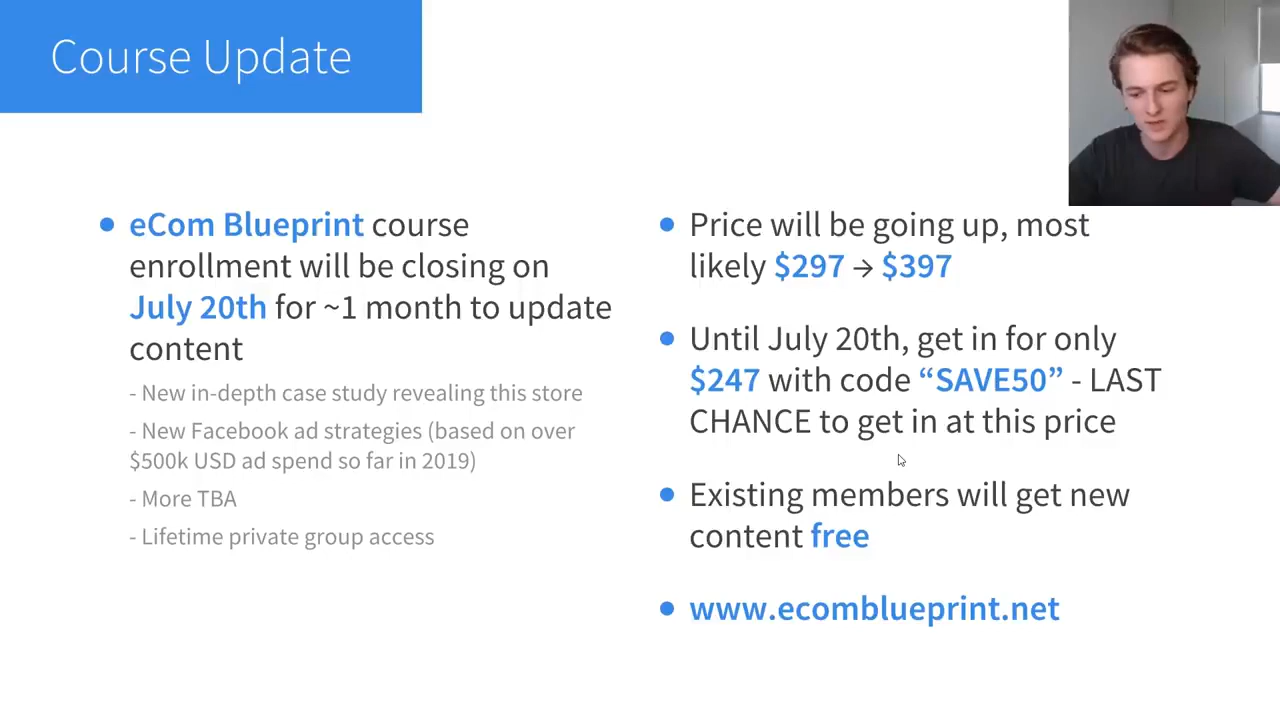 Course Update
eCom Blueprint course
enrollment will be closing on
July 20th for ~1 month to update
content
- New in-depth case study revealing this store
- New Facebook ad strategies (based on over
$500k USD ad spend so far in 2019)
- More TBA
- Lifetime private group access
Price will be going up, most
likely $297 → $397
Until July 20th, get in for only
$247 with code “SAVE50” - LAST
CHANCE to get in at this price
Existing members will get new
content free
www.ecomblueprint.net